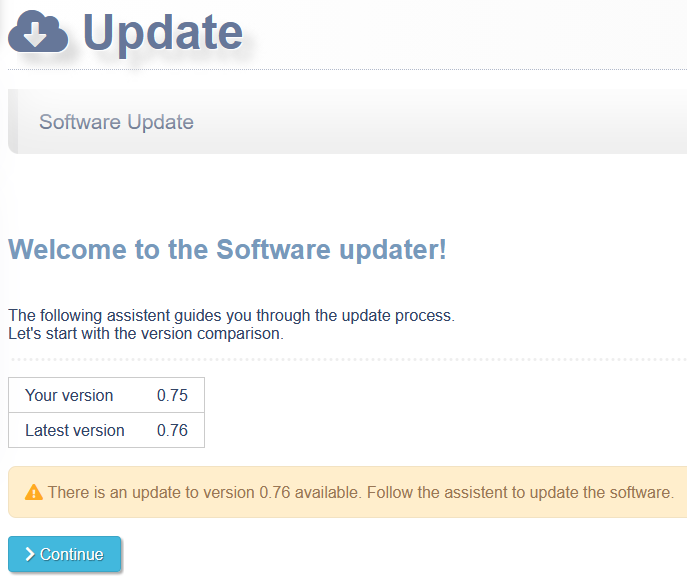 Update
Software Update
Welcome to the Software updater!
The following assistent guides you through the update process.
Let's start with the version comparison.
Your version 0.75
Latest version 0.76
There is an update to version 0.76 available. Follow the assistent to update the software.
Continue